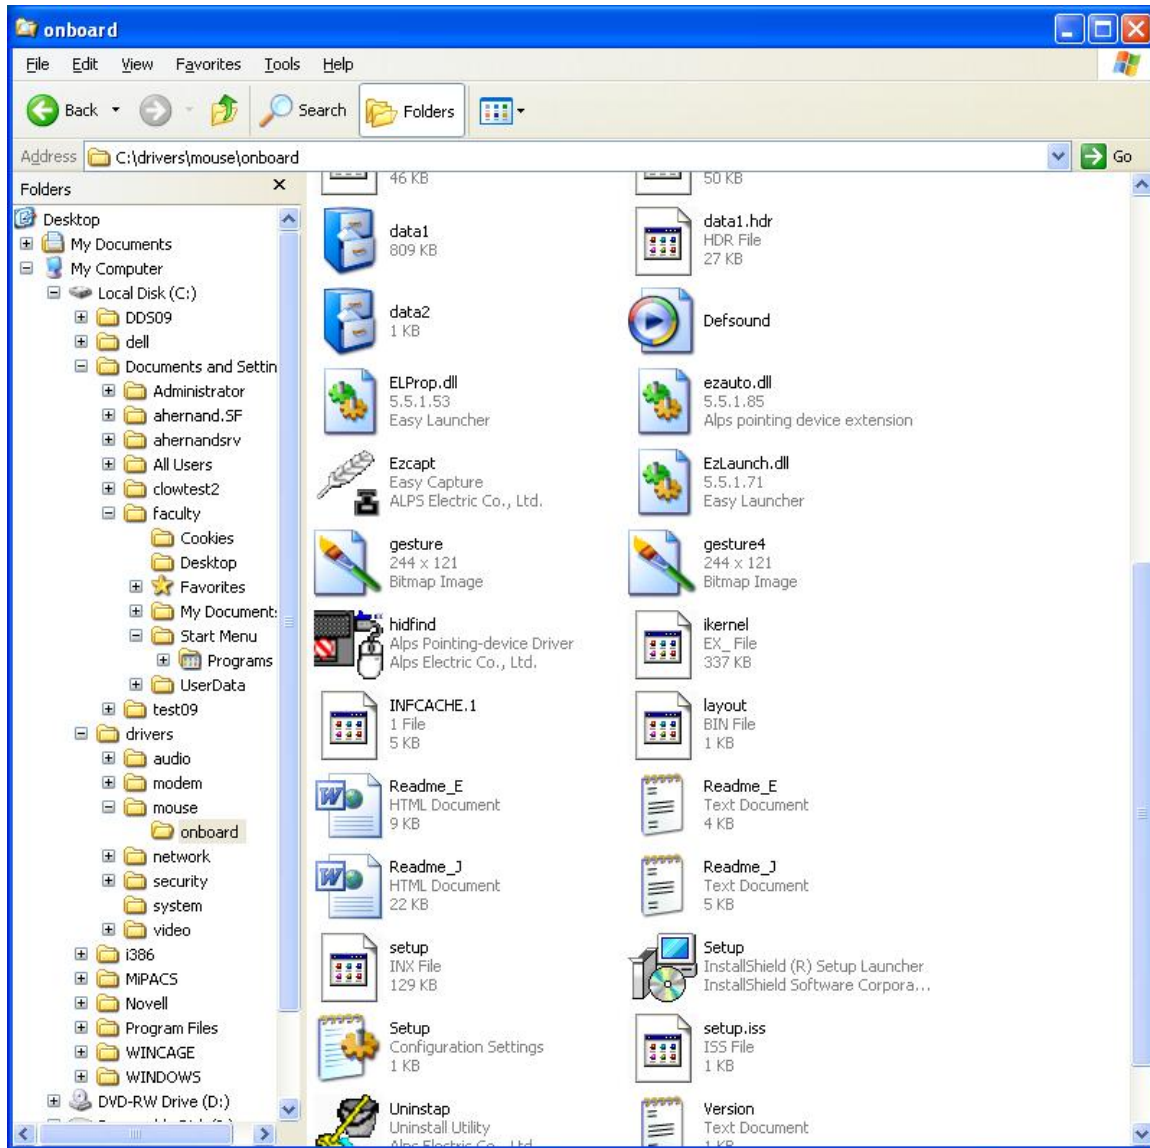 onboard
File Edit View Favorites Tools Help
Back Search Folders
Address C:\drivers\mouse\onboard Go
Folders
Desktop
My Documents
My Computer
Local Disk (C:)
DDS09
dell
Documents and Settin
Administrator
ahernand.SF
ahernandsrv
All Users
clowtest2
faculty
Cookies
Desktop
Favorites
My Document
Start Menu
Programs
UserData
test09
drivers
audio
modem
mouse
onboard
network
security
system
video
i386
MiPACS
Novell
Program Files
WINCAGE
WINDOWS
DVD-RW Drive (D:)
46 KB
50 KB
data1
809 KB
data1.hdr
HDR File
27 KB
data2
1 KB
Defsound
ELProp.dll
5.5.1.53
Easy Launcher
ezauto.dll
5.5.1.85
Alps pointing device extension
Ezcapt
Easy Capture
ALPS Electric Co., Ltd.
EzLaunch.dll
5.5.1.71
Easy Launcher
gesture
244 x 121
Bitmap Image
gesture4
244 x 121
Bitmap Image
hidfind
Alps Pointing-device Driver
Alps Electric Co., Ltd.
ikernel
EX_ File
337 KB
INFCACHE.1
1 File
5 KB
layout
BIN File
1 KB
Readme_E
HTML Document
9 KB
Readme_E
Text Document
4 KB
Readme_J
HTML Document
22 KB
Readme_J
Text Document
5 KB
setup
INX File
129 KB
Setup
InstallShield (R) Setup Launcher
InstallShield Software Corpora...
Setup
Configuration Settings
1 KB
setup.iss
ISS File
1 KB
Uninstap
Uninstall Utility
Alps Electric Co., Ltd.
Version
Text Document
1 KB